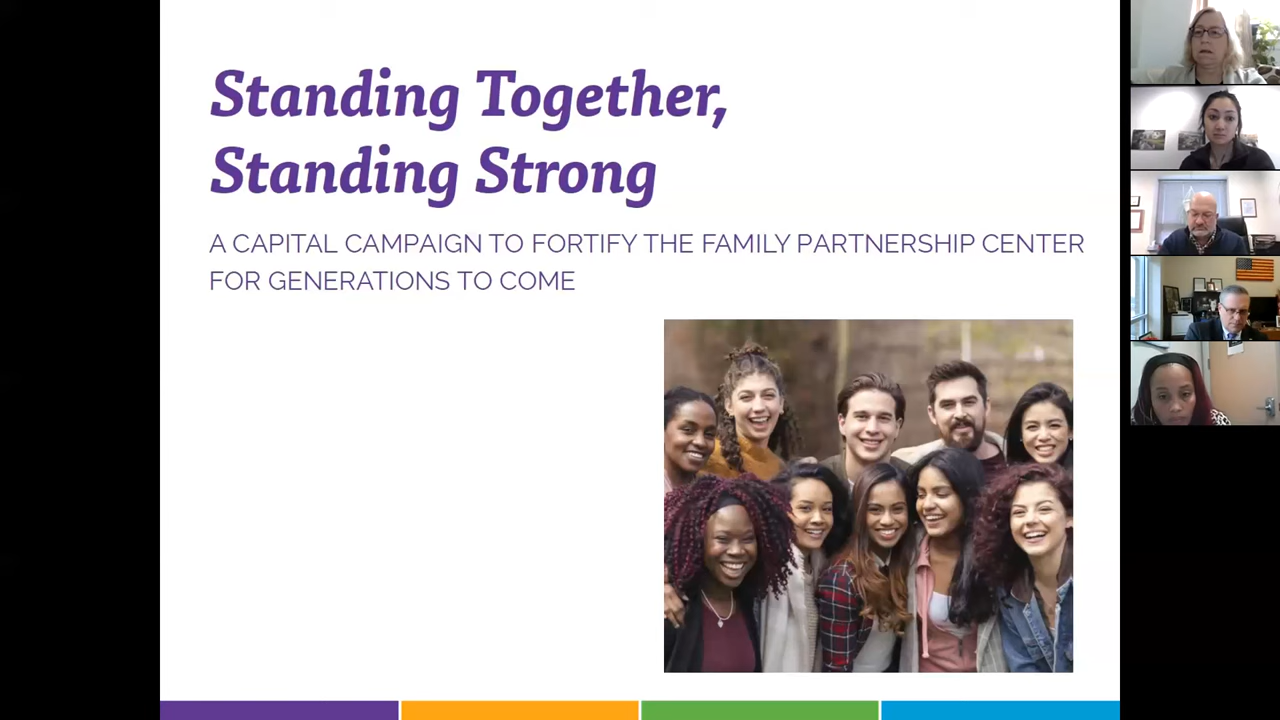 Standing Together,
Standing Strong
A CAPITAL CAMPAIGN TO FORTIFY THE FAMILY PARTNERSHIP CENTER
FOR GENERATIONS TO COME